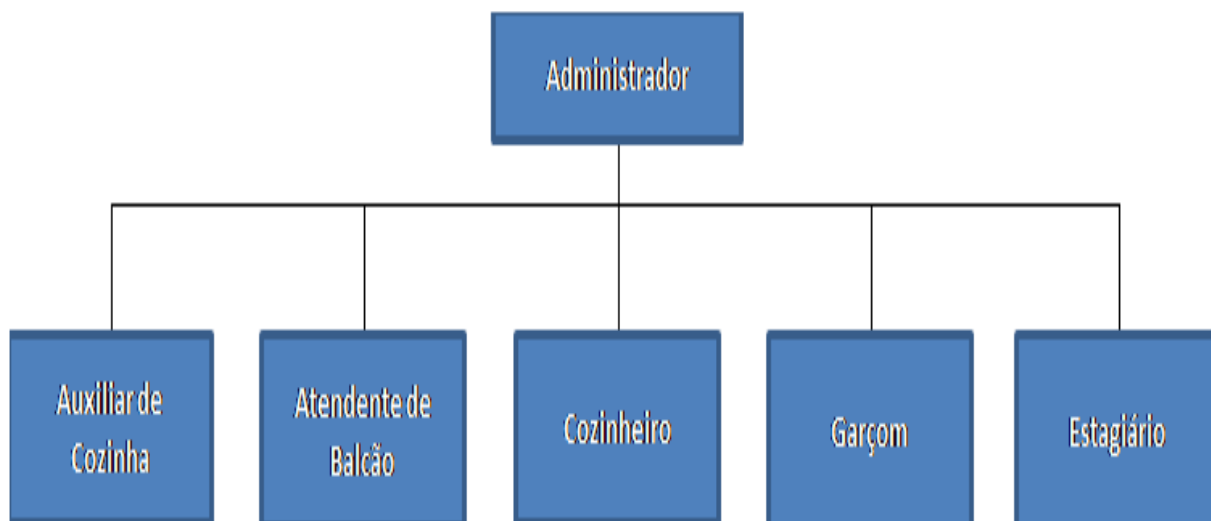 Administrador
Auxiliar de
Cozinha
Atendente de
Balcão
Cozinheiro
Garçom
Estagiário